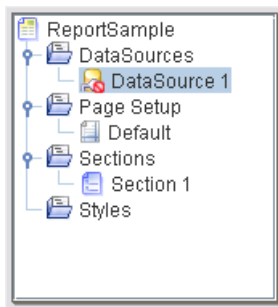 ReportSample
DataSources
DataSource 1
Page Setup
Default
Sections
Section 1
Styles